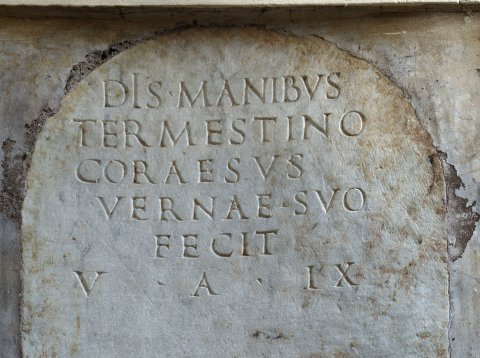 DIS·MANIBVS
TERMESTINO
CORAESVS
VERNAE·SVO
FECIT
V · A · IX